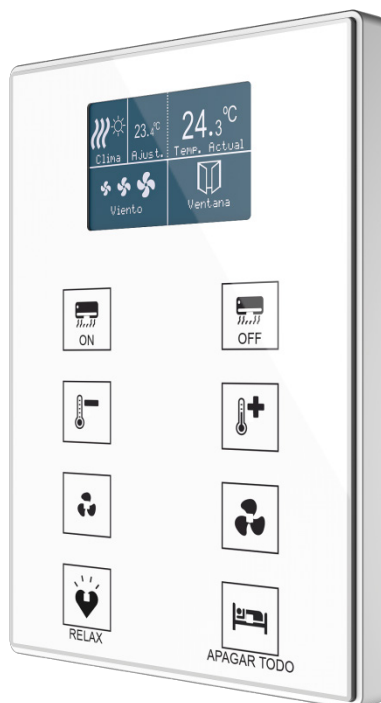 23.4°C
24.3°C
Clima
Ajust.
Temp. Actual
Viento
Ventana
ON
OFF
RELAX
APAGAR TODO